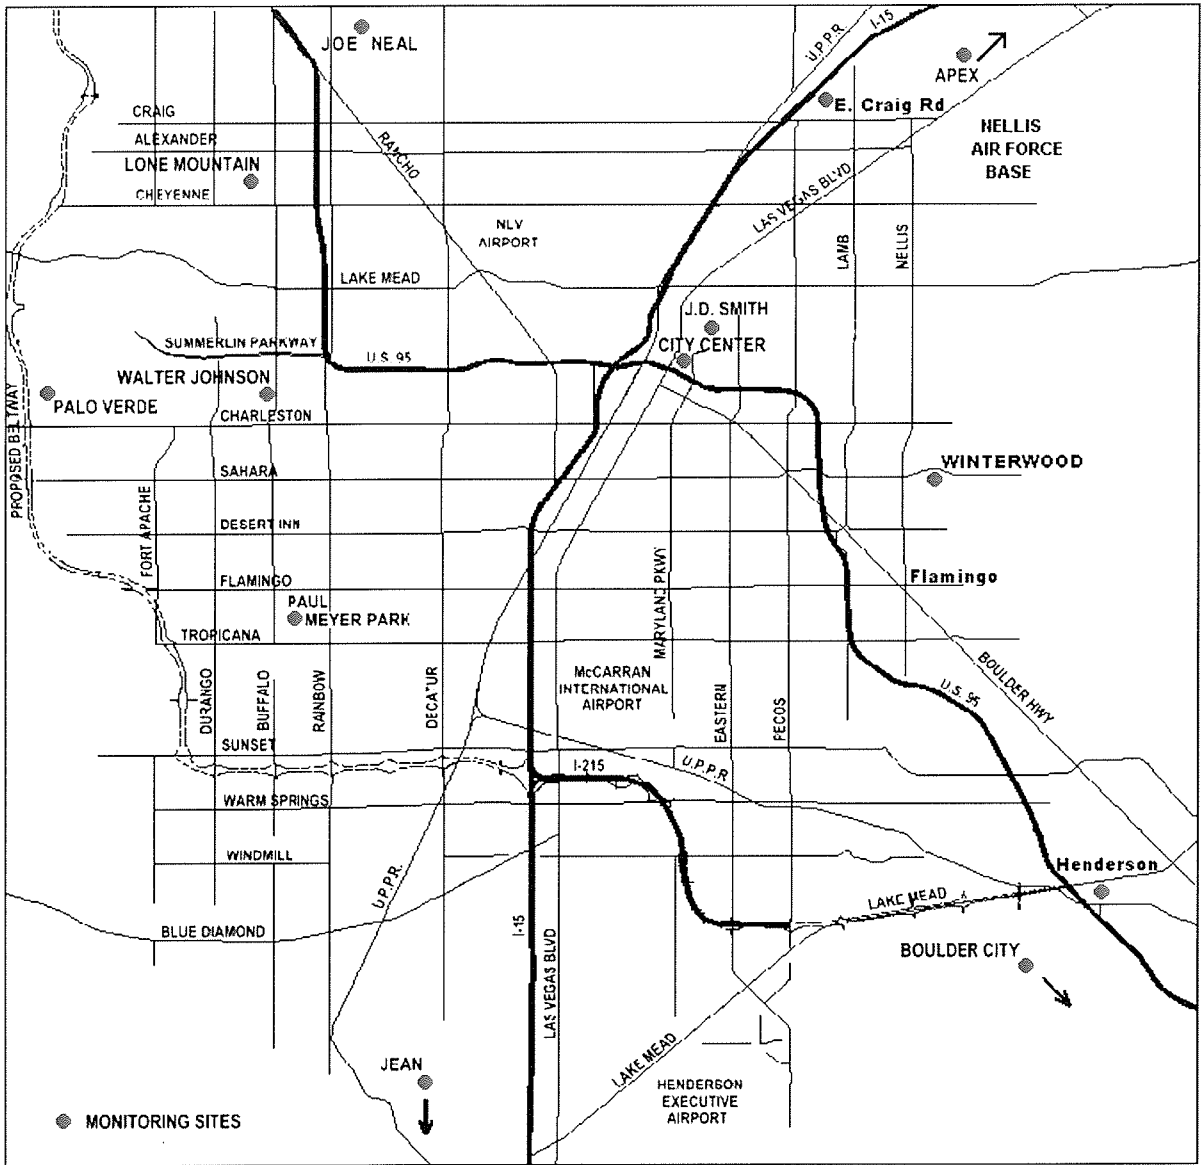 JOE NEAL
U.P.P.R.
I-15
APEX
E. Craig Rd
CRAIG
ALEXANDER
LONE MOUNTAIN
CHEYENNE
RANCHO
NELLIS
AIR FORCE
BASE
LAS VEGAS BLVD
NLV
AIRPORT
LAMB
NELLIS
LAKE MEAD
J.D. SMITH
SUMMERLIN PARKWAY
U.S. 95
CITY CENTER
WALTER JOHNSON
PALO VERDE
CHARLESTON
PROPOSED BELTWAY
SAHARA
WINTERWOOD
FORT APACHE
DESERT INN
FLAMINGO
Flamingo
PAUL
MEYER PARK
TROPICANA
MARYLAND PKWY
BOULDER HWY
McCARRAN
INTERNATIONAL
AIRPORT
DURANGO
BUFFALO
RAINBOW
DECATUR
EASTERN
PECOS
U.S. 95
SUNSET
I-215
U.P.P.R
WARM SPRINGS
WINDMILL
U.P.P.R.
Henderson
LAKE MEAD
BLUE DIAMOND
I-15
LAS VEGAS BLVD
BOULDER CITY
JEAN
LAKE MEAD
HENDERSON
EXECUTIVE
AIRPORT
MONITORING SITES